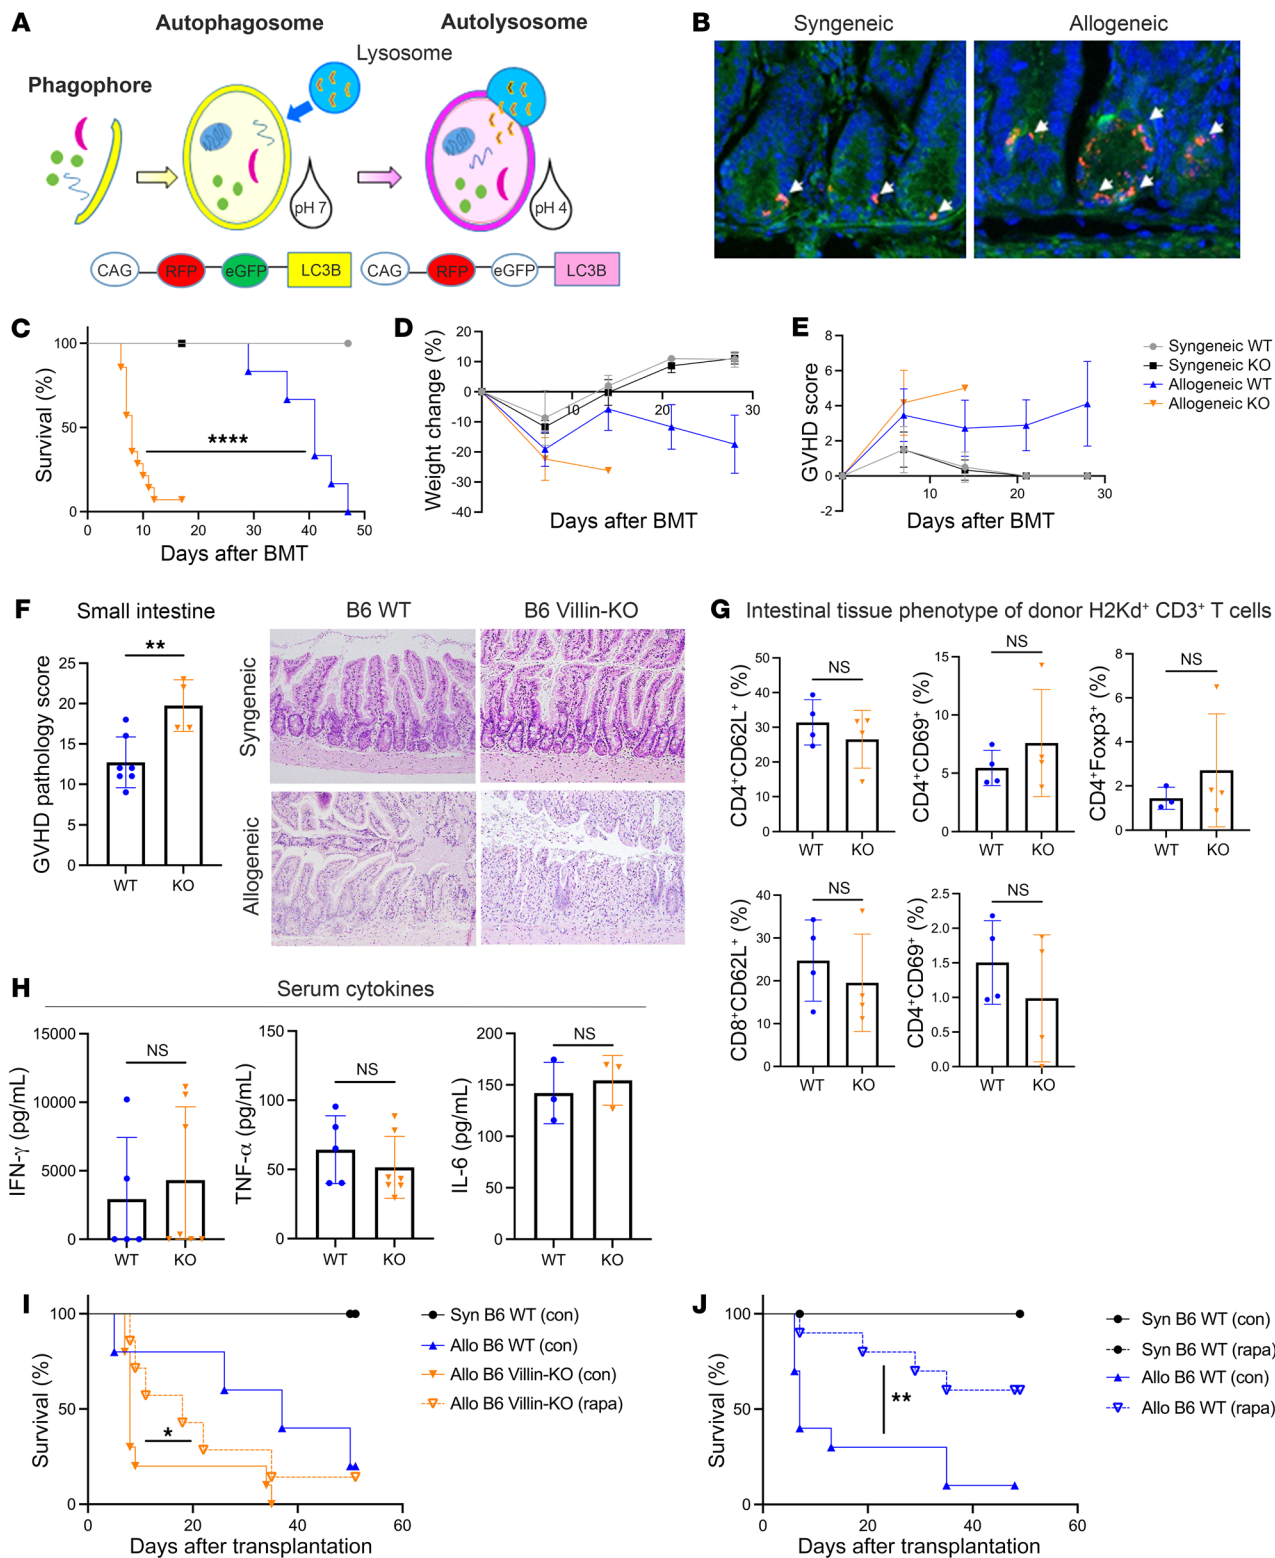 A
Autophagosome
Autolysosome
Lysosome
Phagophore
pH 7
pH 4
CAG RFP eGFP LC3B
CAG RFP eGFP LC3B
B
Syngeneic
Allogeneic
C
Survival (%)
100
50
0
0 10 20 30 40 50
****
Days after BMT
D
Weight change (%)
20
10
0
-10
-20
-30
-40
10 20 30
Days after BMT
E
GVHD score
8
6
4
2
0
-2
10 20 30
Days after BMT
Syngeneic WT
Syngeneic KO
Allogeneic WT
Allogeneic KO
F
Small intestine
**
GVHD pathology score
25
20
15
10
5
0
WT KO
B6 WT
B6 Villin-KO
Syngeneic
Allogeneic
G
Intestinal tissue phenotype of donor H2Kd⁺ CD3⁺ T cells
CD4⁺CD62L⁺ (%)
50
40
30
20
10
0
NS
WT KO
CD4⁺CD69⁺ (%)
15
10
5
0
NS
WT KO
CD4⁺Foxp3⁺ (%)
8
6
4
2
0
NS
WT KO
CD8⁺CD62L⁺ (%)
40
30
20
10
0
NS
WT KO
CD4⁺CD69⁺ (%)
2.5
2.0
1.5
1.0
0.5
0.0
NS
WT KO
H
Serum cytokines
IFN-γ (pg/mL)
15000
10000
5000
0
NS
WT KO
TNF-α (pg/mL)
150
100
50
0
NS
WT KO
IL-6 (pg/mL)
200
150
100
50
0
NS
WT KO
I
Survival (%)
100
50
0
0 20 40 60
*
Days after transplantation
Syn B6 WT (con)
Allo B6 WT (con)
Allo B6 Villin-KO (con)
Allo B6 Villin-KO (rapa)
J
Survival (%)
100
50
0
0 20 40 60
**
Days after transplantation
Syn B6 WT (con)
Syn B6 WT (rapa)
Allo B6 WT (con)
Allo B6 WT (rapa)